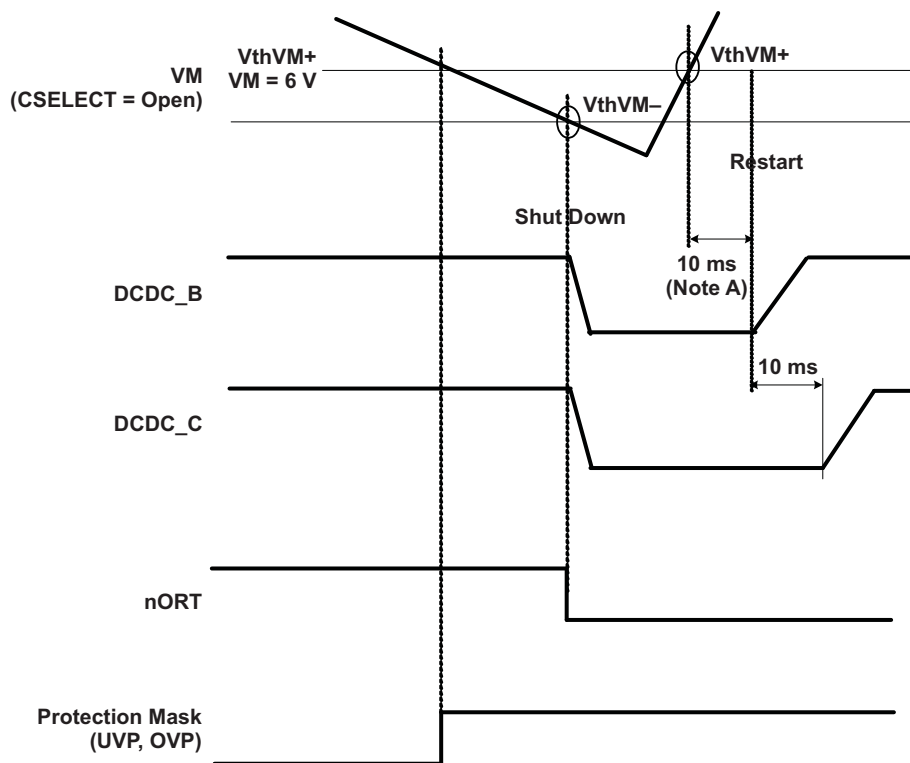 VthVM+
VM = 6 V
VM
(CSELECT = Open)
VthVM+
VthVM–
Restart
Shut Down
10 ms
(Note A)
DCDC_B
10 ms
DCDC_C
nORT
Protection Mask
(UVP, OVP)